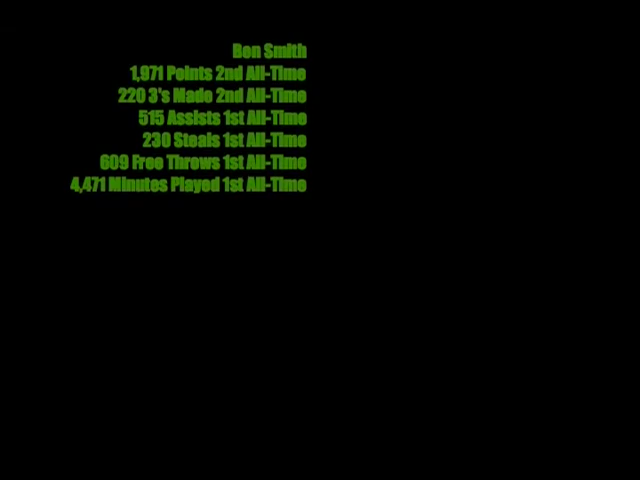 Ben Smith
1,971 Points 2nd All-Time
220 3's Made 2nd All-Time
515 Assists 1st All-Time
230 Steals 1st All-Time
609 Free Throws 1st All-Time
4,471 Minutes Played 1st All-Time